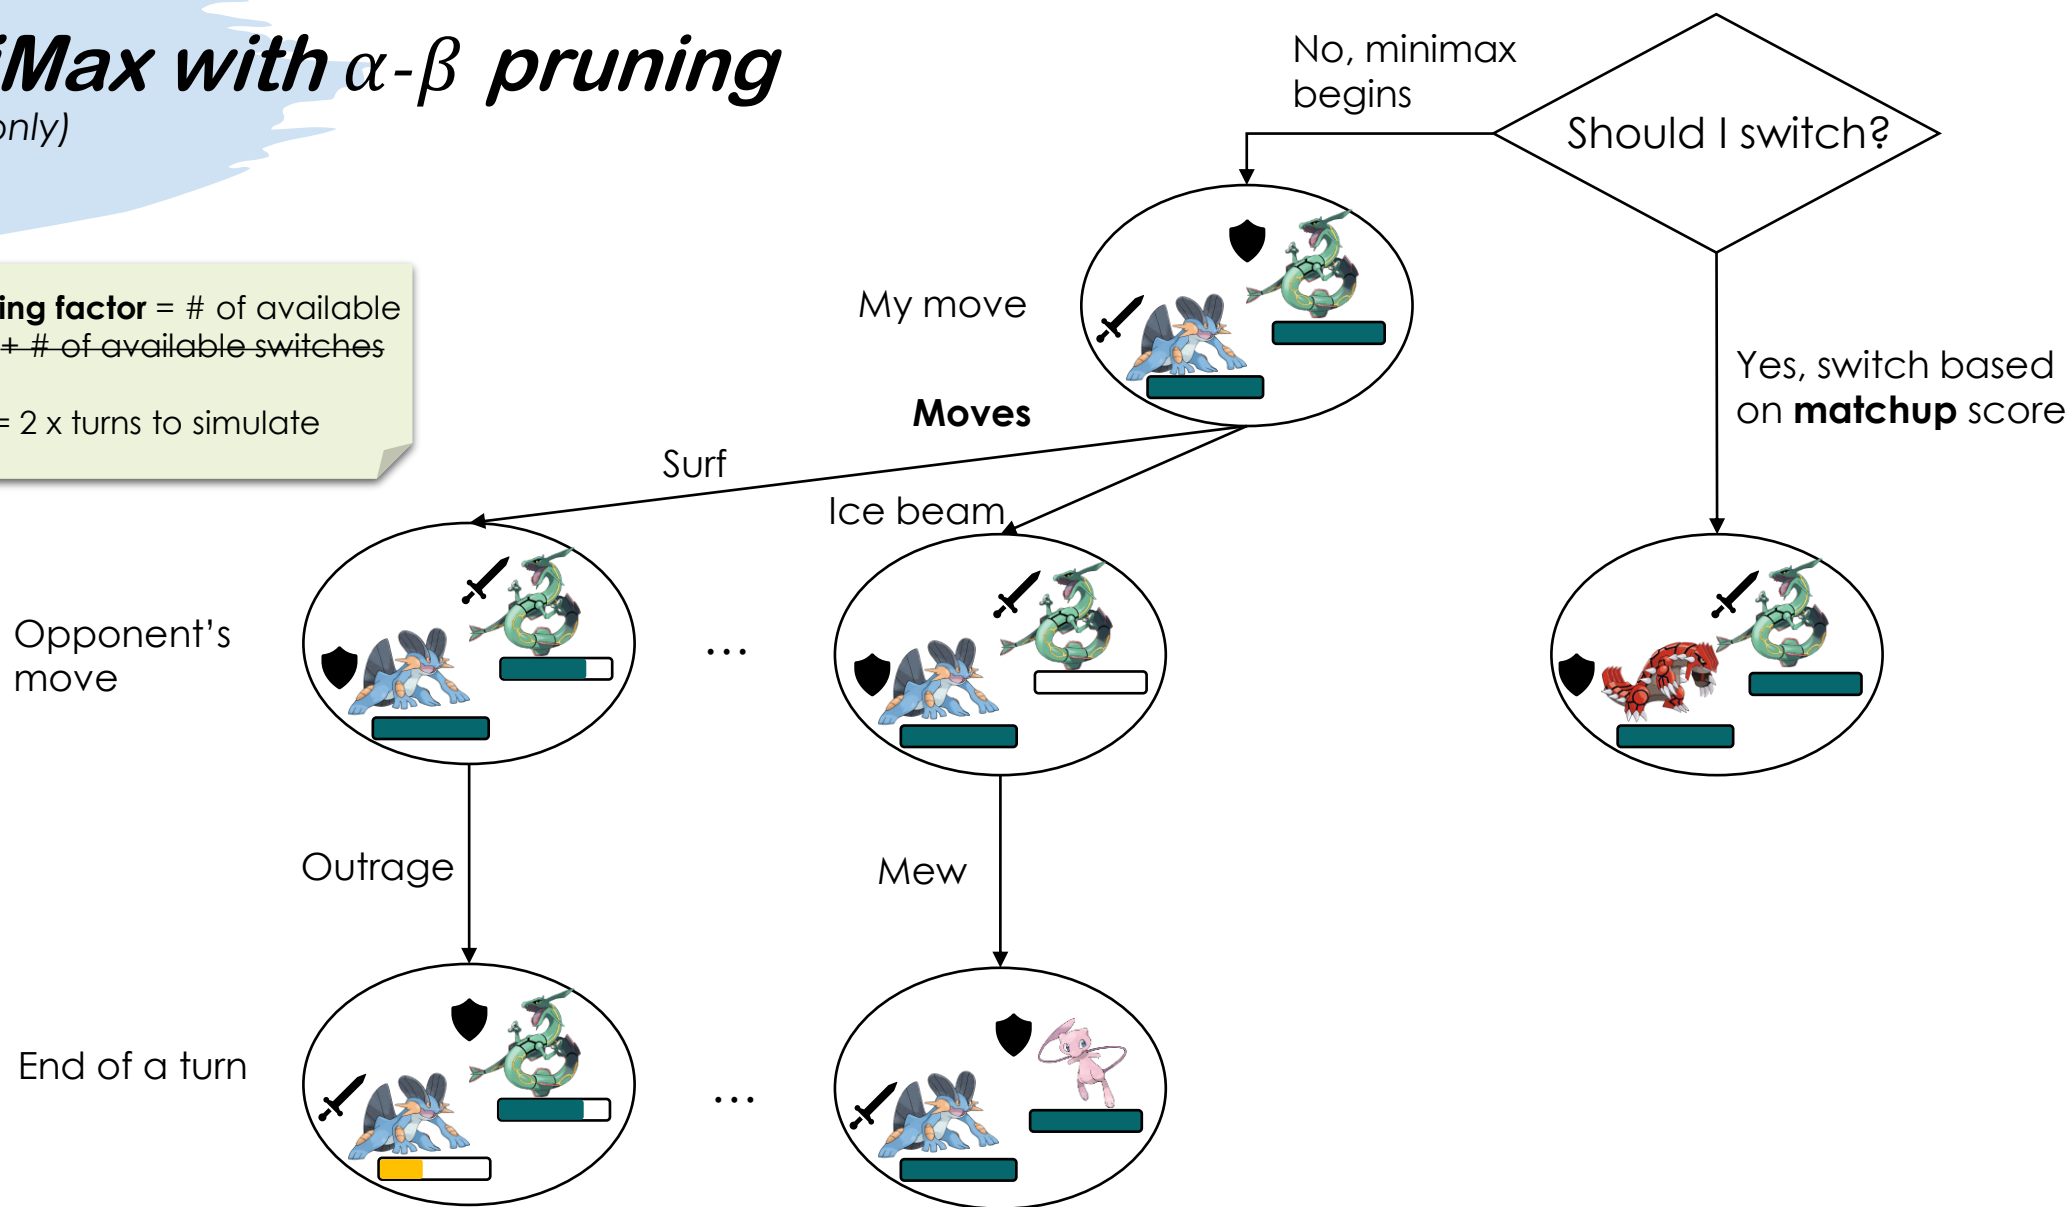 iMax with α-β pruning
only)
No, minimax
begins
Should I switch?
ing factor = # of available
+ # of available switches
= 2 x turns to simulate
My move
Yes, switch based
on matchup score
Moves
Surf
Ice beam
Opponent's
move
...
Outrage
Mew
End of a turn
...